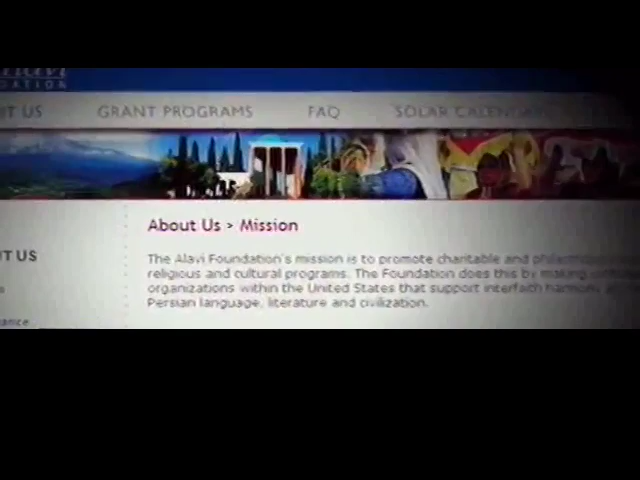 UT US GRANT PROGRAMS FAQ SOLAR CALENDAR
About Us > Mission
UT US
The Alavi Foundation's mission is to promote charitable and
religious and cultural programs. The Foundation does this by making
organizations within the United States that support interfaith harmony
Persian language, literature and civilization.